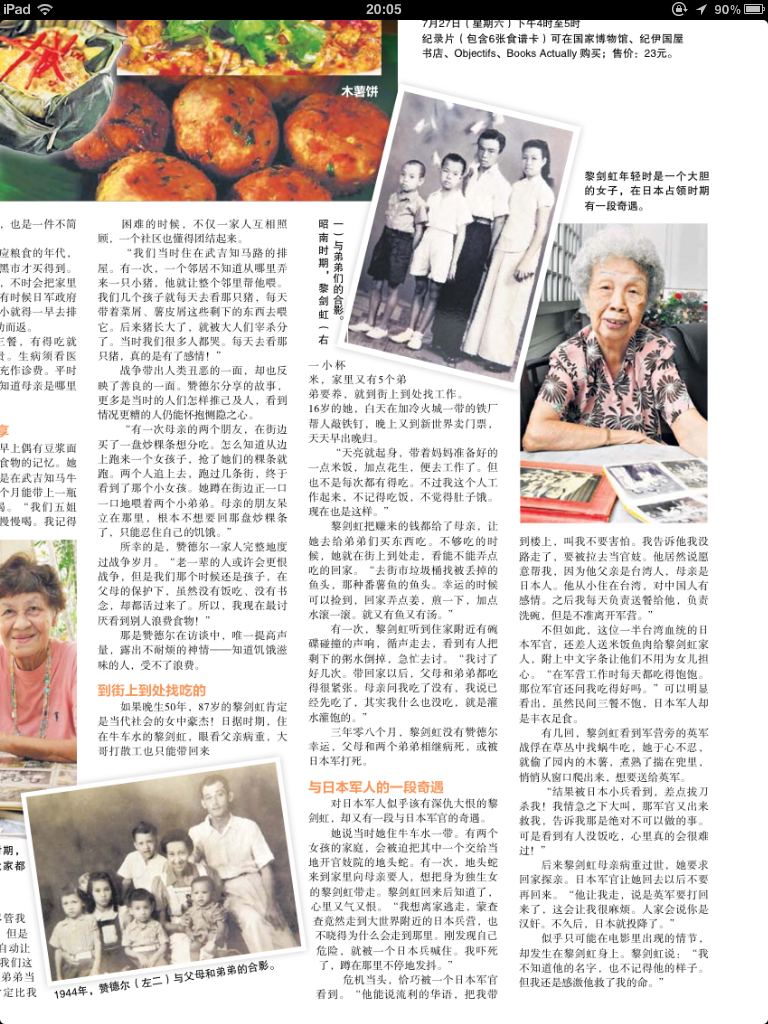 iPad
20:05
90%
7月27日（星期六）下午4时至5时
纪录片（包含6张食谱卡）可在国家博物馆、纪伊国屋
书店、Objectifs、Books Actually 购买；售价：23元。
木薯饼
黎剑虹年轻时是一个大胆
的女子，在日本占领时期
有一段奇遇。
，也是一件不简
应粮食的年代，
黑市才买得到。
，不时会把家里
有时候日军政府
小就得一早去排
功而返。
三餐，有得吃就
贵。生病须看医
充作诊费。平时
知道母亲是哪里
享
早上偶有豆浆面
食物的记忆。她
是在武吉知马牛
个月能带上一瓶
喝。“我们五姐
慢慢喝。我记得
困难的时候，不仅一家人互相照
顾，一个社区也懂得团结起来。
“我们当时住在武吉知马路的排
屋。有一次，一个邻居不知道从哪里弄
来一只小猪，他就让整个邻里帮他喂。
我们几个孩子就每天去看那只猪，每天
带着菜屑、薯皮屑这些剩下的东西去喂
它。后来猪长大了，就被大人们宰杀分
了。当时我们很多人都哭。每天去看那
只猪，真的是有了感情！”
战争带出人类丑恶的一面，却也反
映了善良的一面。赞德尔分享的故事，
更多是当时的人们怎样推己及人，看到
情况更糟的人仍能怀抱恻隐之心。
“有一次母亲的两个朋友，在街边
买了一盘炒粿条想分吃。怎么知道从边
上跑来一个女孩子，抢了她们的粿条就
跑。两个人追上去，跑过几条街，终于
看到了那个小女孩。她蹲在街边正一口
一口地喂着两个小弟弟。母亲的朋友呆
立在那里，根本不想要回那盘炒粿条
了，只能忍住自己的饥饿。”
所幸的是，赞德尔一家人完整地度
过战争岁月。“老一辈的人或许会更恨
战争，但是我们那个时候还是孩子，在
父母的保护下，虽然没有饭吃、没有书
念，却都活过来了。所以，我现在最讨
厌看到别人浪费食物！”
那是赞德尔在访谈中，唯一提高声
量，露出不耐烦的神情——知道饥饿滋
味的人，受不了浪费。
到街上到处找吃的
如果晚生50年，87岁的黎剑虹肯
定是当代社会的女中豪杰！日据时期，住
在牛车水的黎剑虹，眼看父亲病重，大
哥打散工也只能带回来
昭南时期，黎剑虹（右
一）与弟弟们的合影。
一小杯
米，家里又有5个弟
弟要养，就到街上到处找工作。
16岁的她，白天在加冷火城一带的铁厂
帮人敲铁钉，晚上又到新世界卖门票，
天天早出晚归。
“天亮就起身，带着妈妈准备好的
一点米饭，加点花生，便去工作了。但
也不是每次都有得吃。不过我这个人工
作起来，不记得吃饭，不觉得肚子饿。
现在也是这样。”
黎剑虹把赚来的钱都给了母亲，让
她去给弟弟们买东西吃。不够吃的时
候，她就在街上到处走，看能不能弄点
吃的回家。“去街市垃圾桶找被丢掉的
鱼头，那种番薯鱼的鱼头。幸运的时候
可以捡到，回家弄点姜，煎一下，加点
水滚一滚。就又有鱼又有汤。”
有一次，黎剑虹听到住家附近有碗
碟碰撞的声响，循声走去，看到有人把
剩下的粥水倒掉，急忙去讨。“我讨了
好几次。带回家以后，父母和弟弟都吃
得很紧张。母亲问我吃了没有，我说已
经先吃了，其实我什么也没吃，就是灌
水灌饱的。”
三年零八个月，黎剑虹没有赞德尔
幸运，父母和两个弟弟相继病死，或被
日本军打死。
与日本军人的一段奇遇
对日本军人似乎该有深仇大恨的黎
剑虹，却又有一段与日本军官的奇遇。
她说当时她住牛车水一带。有两个
女孩的家庭，会被迫把其中一个交给当
地开官妓院的地头蛇。有一次，地头蛇
来到家里向母亲要人，想把身为独生女
的黎剑虹带走。黎剑虹回来后知道了，
心里又气又恨。“我想离家逃走，蒙查
查竟然走到大世界附近的日本兵营，也
不晓得为什么会走到那里。刚发现自己
危险，就被一个日本兵喊住。我吓死
了，蹲在那里不停地发抖。”
危机当头，恰巧被一个日本军官
看到。“他能说流利的华语，把我带
到楼上，叫我不要害怕。我告诉他我没
路走了，要被拉去当官妓。他居然说愿
意帮我，因为他父亲是台湾人，母亲是
日本人。他从小住在台湾，对中国人有
感情。之后我每天负责送餐给他，负责
洗碗，但是不准离开军营。”
不但如此，这位一半台湾血统的日
本军官，还差人送米饭鱼肉给黎剑虹家
人，附上中文字条让他们不用为女儿担
心。“在军营工作时每天都吃得饱饱。
那位军官还问我吃得好吗。”可以明显
看出，虽然民间三餐不饱，日本军人却
是丰衣足食。
有几回，黎剑虹看到军营旁的英军
战俘在草丛中找蜗牛吃，她于心不忍，
就偷了园内的木薯，煮熟了揣在兜里，
悄悄从窗口爬出来，想要送给英军。
“结果被日本小兵看到，差点拔刀
杀我！我情急之下大叫，那军官又出来
救我，告诉我那是绝对不可以做的事。
可是看到有人没饭吃，心里真的会很难
过！”
后来黎剑虹母亲病重过世，她要求
回家探亲。日本军官让她回去以后不要
再回来。“他让我走，说是英军要打回
来了，这会让我很麻烦。人家会说你是
汉奸。不久后，日本就投降了。”
似乎只可能在电影里出现的情节，
却发生在黎剑虹身上。黎剑虹说：“我
不知道他的名字，也不记得他的样子。
但我还是感激他救了我的命。”
时期，
家都
尽管我
但是
自动让
我们这
弟弟当
定比我
1944年，赞德尔（左二）与父母和弟弟的合影。